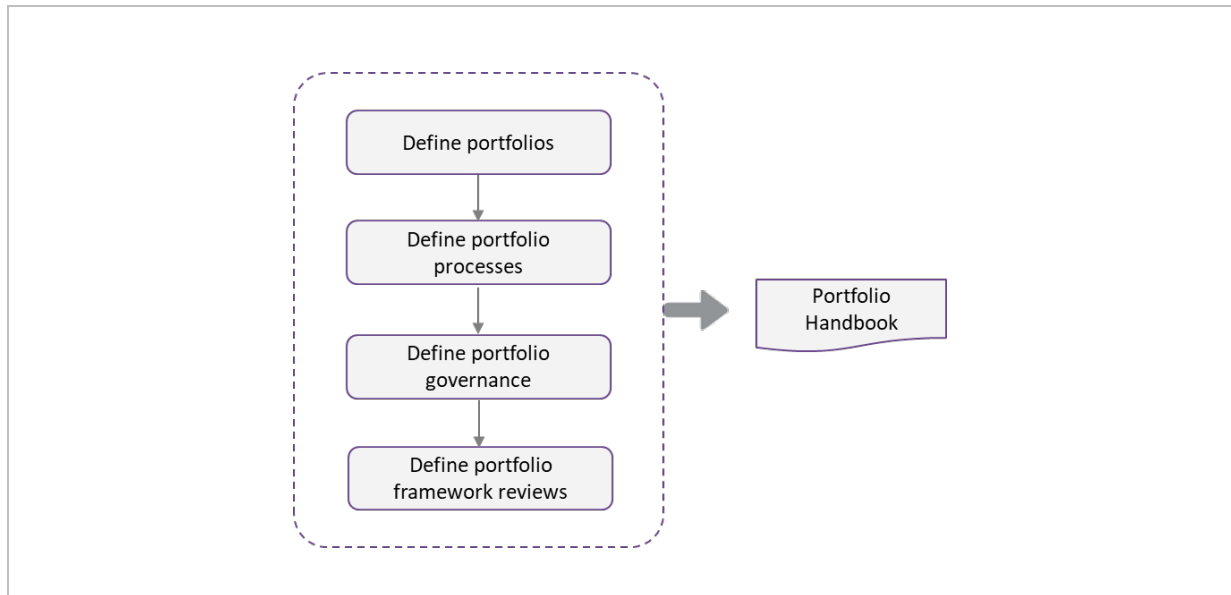 Define portfolios
Define portfolio
processes
Define portfolio
governance
Define portfolio
framework reviews
Portfolio
Handbook